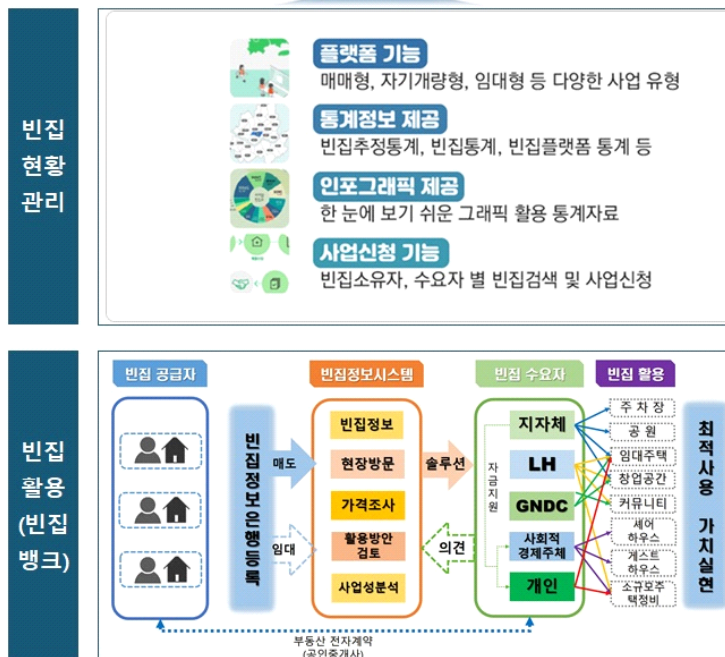 빈집
현황
관리
플랫폼 기능
매매형, 자기개량형, 임대형 등 다양한 사업 유형
통계정보 제공
빈집추정통계, 빈집통계, 빈집플랫폼 통계 등
인포그래픽 제공
한 눈에 보기 쉬운 그래픽 활용 통계자료
사업신청 기능
빈집소유자, 수요자 별 빈집검색 및 사업신청
빈집
활용
(빈집
뱅크)
빈집 공급자
빈집정보은행등록
매도
임대
빈집정보시스템
빈집정보
현장방문
가격조사
활용방안
검토
사업성분석
솔루션
의견
빈집 수요자
자금지원
지자체
LH
GNDC
사회적
경제주체
개인
빈집 활용
주 차 장
공 원
임대주택
창업공간
커뮤니티
셰어
하우스
게스트
하우스
소규모주
택정비
최적사용 가치실현
부동산 전자계약
(공인중개사)